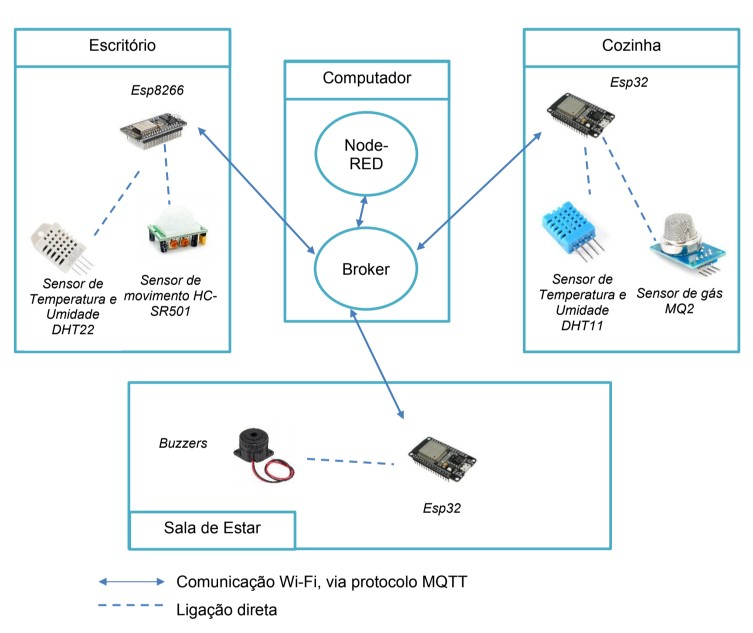 Escritório
Esp8266
Sensor de
Temperatura e
Umidade
DHT22
Sensor de
movimento HC-
SR501
Computador
Node-
RED
Broker
Cozinha
Esp32
Sensor de
Temperatura e
Umidade
DHT11
Sensor de gás
MQ2
Buzzers
Esp32
Sala de Estar
Comunicação Wi-Fi, via protocolo MQTT
Ligação direta